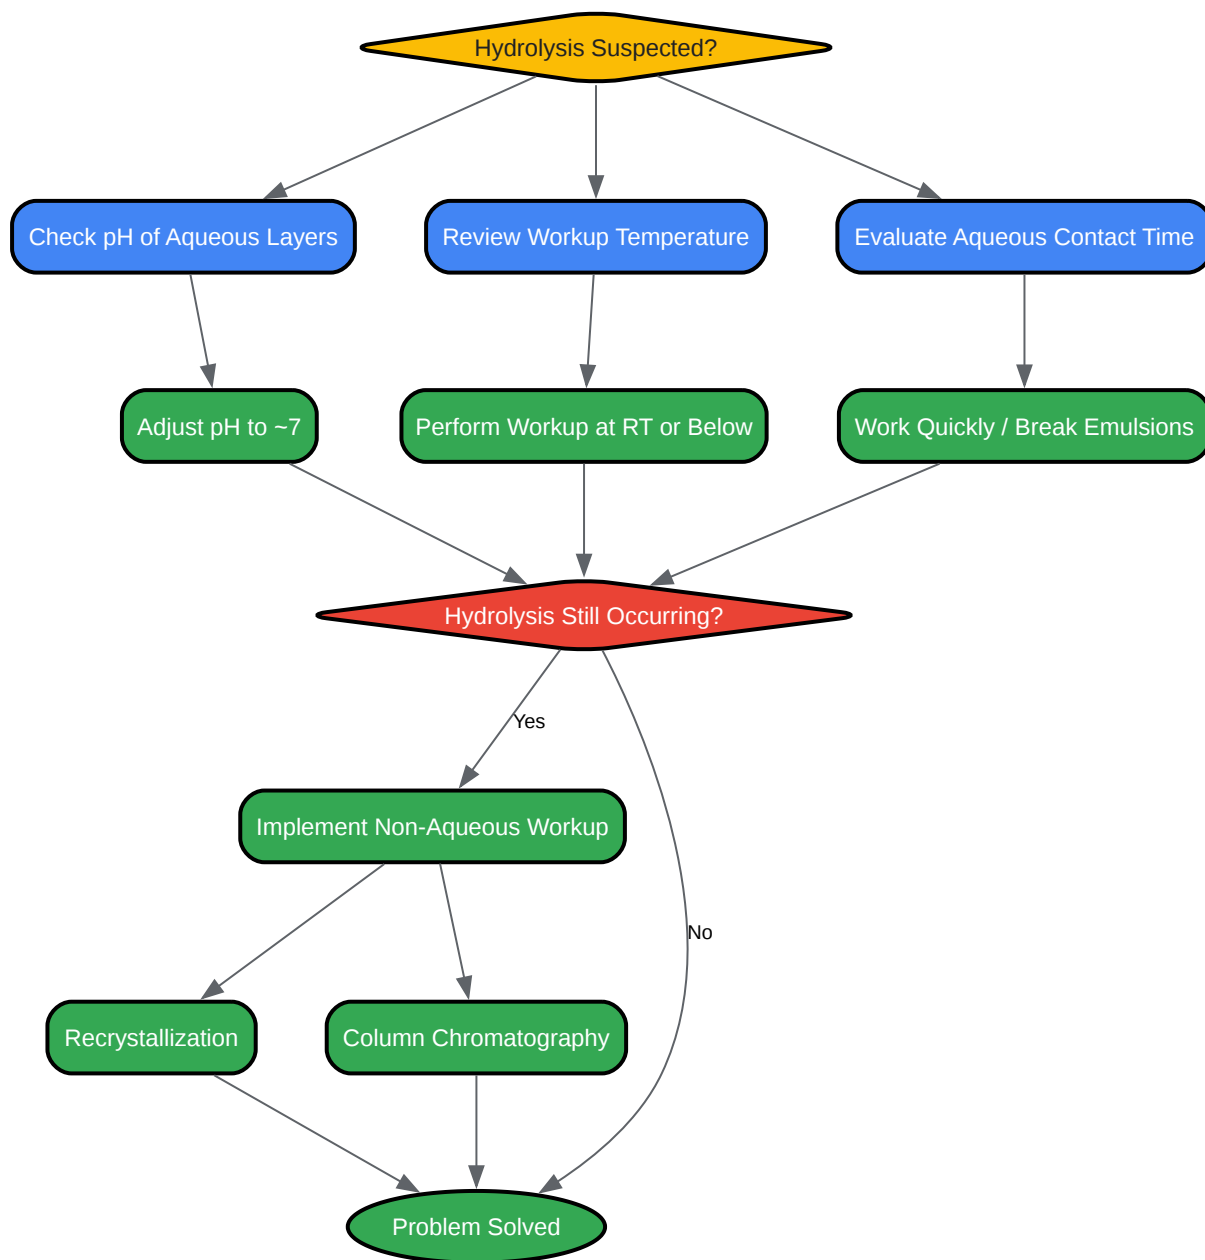 Hydrolysis Suspected?
Check pH of Aqueous Layers
Review Workup Temperature
Evaluate Aqueous Contact Time
Adjust pH to ~7
Perform Workup at RT or Below
Work Quickly / Break Emulsions
Hydrolysis Still Occurring?
Yes
Implement Non-Aqueous Workup
No
Recrystallization
Column Chromatography
Problem Solved